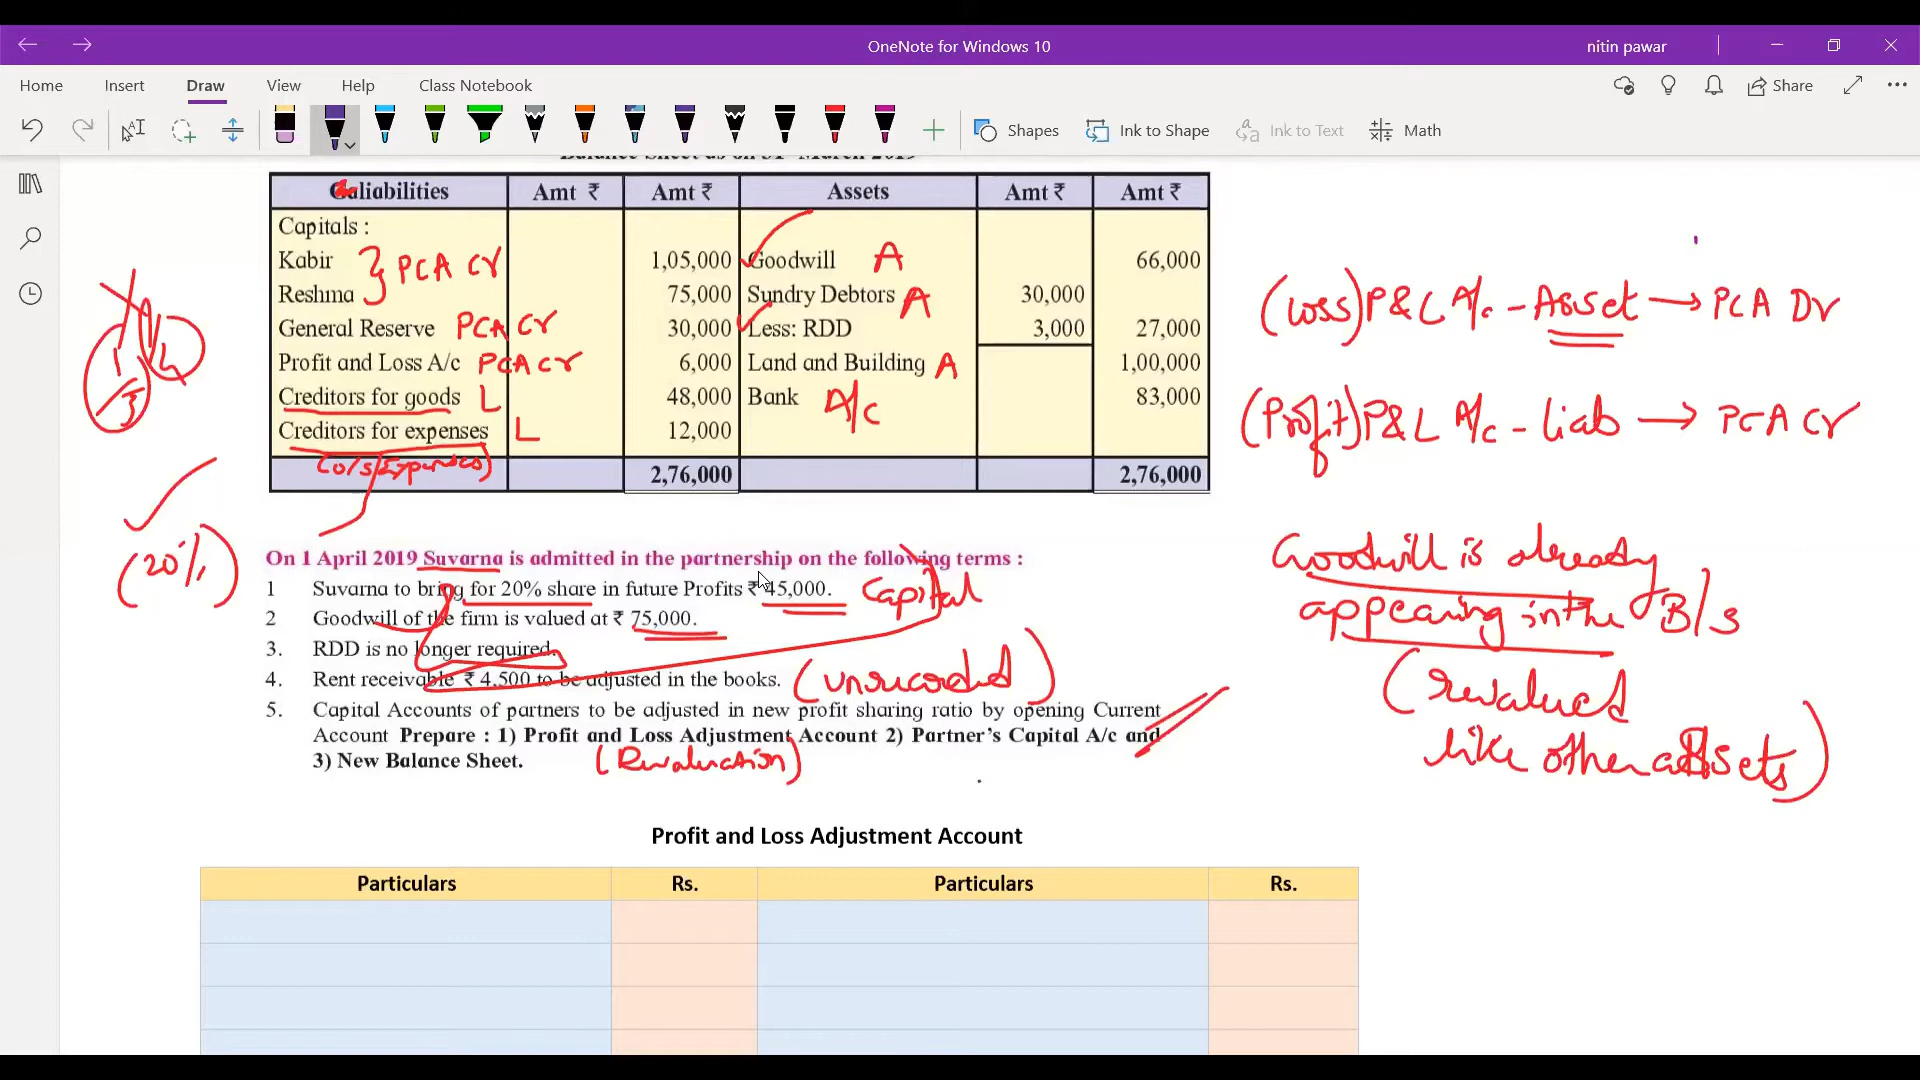 OneNote for Windows 10
nitin pawar
Home Insert Draw View Help Class Notebook
Share
Shapes Ink to Shape Ink to Text Math
Balance Sheet as on 31st March 2019
liabilities Amt ₹ Amt ₹ Assets Amt ₹ Amt ₹
Capitals :
Kabir 1,05,000 Goodwill A 66,000
PCA Cr
Reshma 75,000 Sundry Debtors A 30,000
General Reserve PCA Cr 30,000 Less: RDD 3,000 27,000
Profit and Loss A/c PCA Cr 6,000 Land and Building A 1,00,000
Creditors for goods L 48,000 Bank A/c 83,000
Creditors for expenses L 12,000
(o/s Expenses)
2,76,000 2,76,000
(20%)
On 1 April 2019 Suvarna is admitted in the partnership on the following terms :
1 Suvarna to bring for 20% share in future Profits ₹ 45,000. Capital
2 Goodwill of the firm is valued at ₹ 75,000.
3. RDD is no longer required.
4. Rent receivable ₹ 4,500 to be adjusted in the books. (unrecorded)
5. Capital Accounts of partners to be adjusted in new profit sharing ratio by opening Current
Account Prepare : 1) Profit and Loss Adjustment Account 2) Partner's Capital A/c and
3) New Balance Sheet. (Revaluation)
(Loss) P&L A/c - Asset → PCA Dr
(Profit) P&L A/c - Liab → PCA Cr
Goodwill is already
appearing in the B/s
(revalued
like other assets)
Profit and Loss Adjustment Account
Particulars Rs. Particulars Rs.